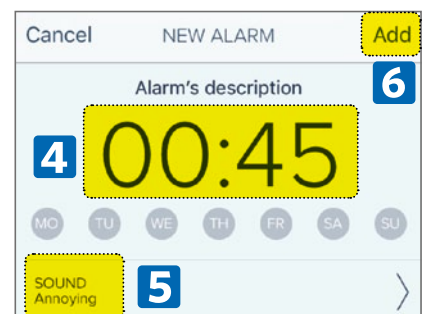 Cancel NEW ALARM Add
6
Alarm's description
4 00:45
MO TU WE TH FR SA SU
SOUND
Annoying
5